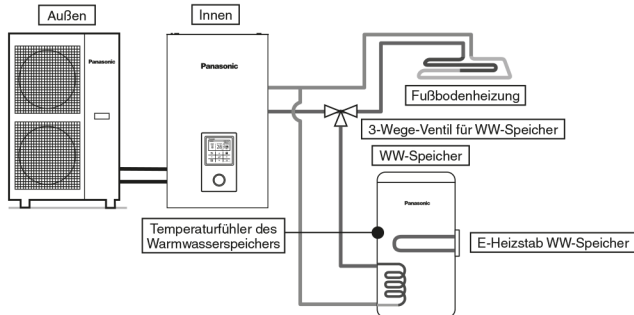 Außen
Innen
Panasonic
Panasonic
Fußbodenheizung
3-Wege-Ventil für WW-Speicher
WW-Speicher
Panasonic
Temperaturfühler des
Warmwasserspeichers
E-Heizstab WW-Speicher